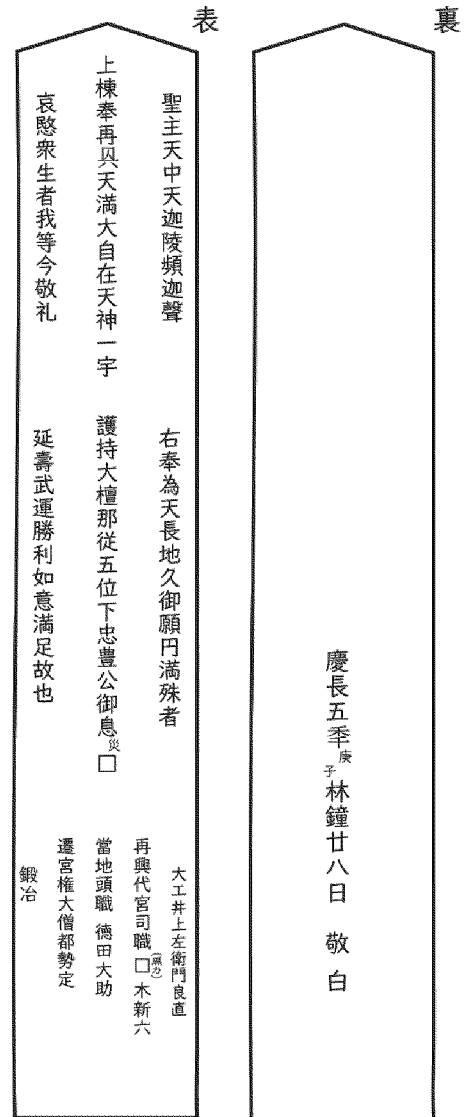 裏
慶長五季庚子林鐘廿八日 敬白
表
聖主天中天迦陵頻迦聲
上棟奉再㒷天満大自在天神一宇
哀愍衆生者我等今敬礼
右奉為天長地久御願円満殊者
護持大檀那従五位下忠豊公御息災□
延壽武運勝利如意満足故也
大工井上左衛門良直
再興代宮司職□(黒カ)木新六
當地頭職 德田大助
遷宮権大僧都勢定
鍛冶